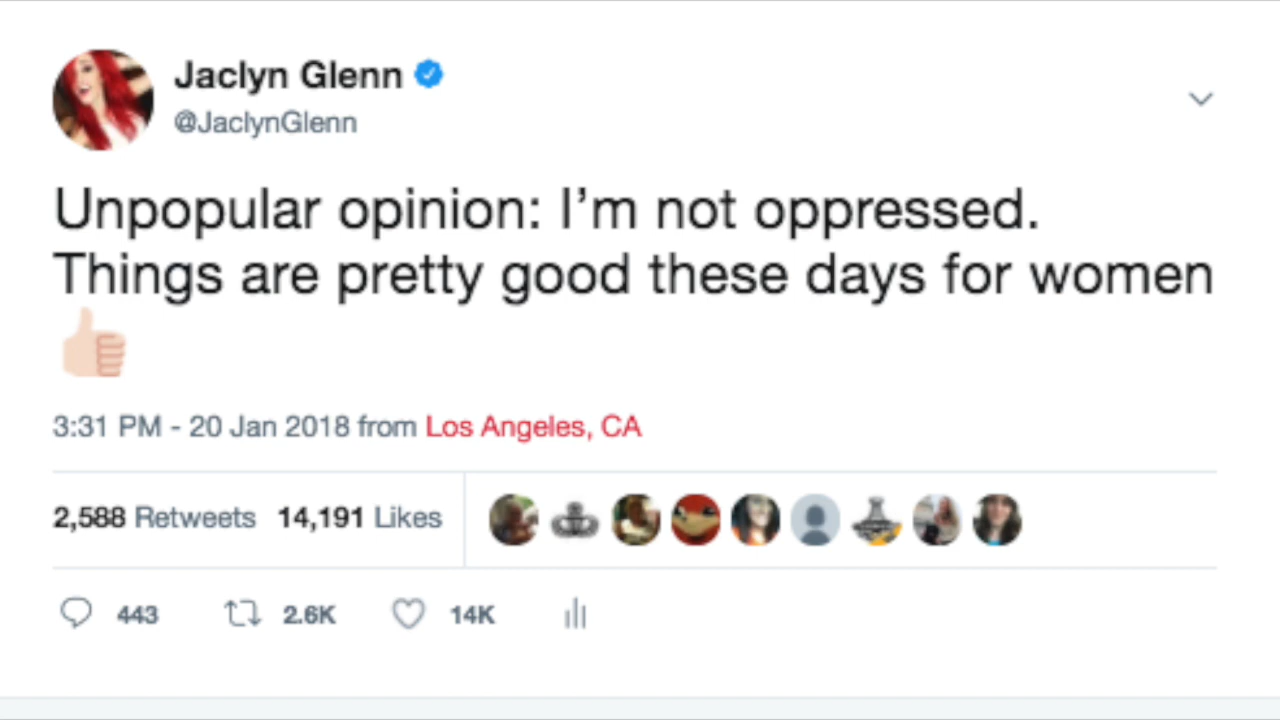 Jaclyn Glenn
@JaclynGlenn
Unpopular opinion: I’m not oppressed.
Things are pretty good these days for women
3:31 PM - 20 Jan 2018 from Los Angeles, CA
2,588 Retweets 14,191 Likes
443 2.6K 14K